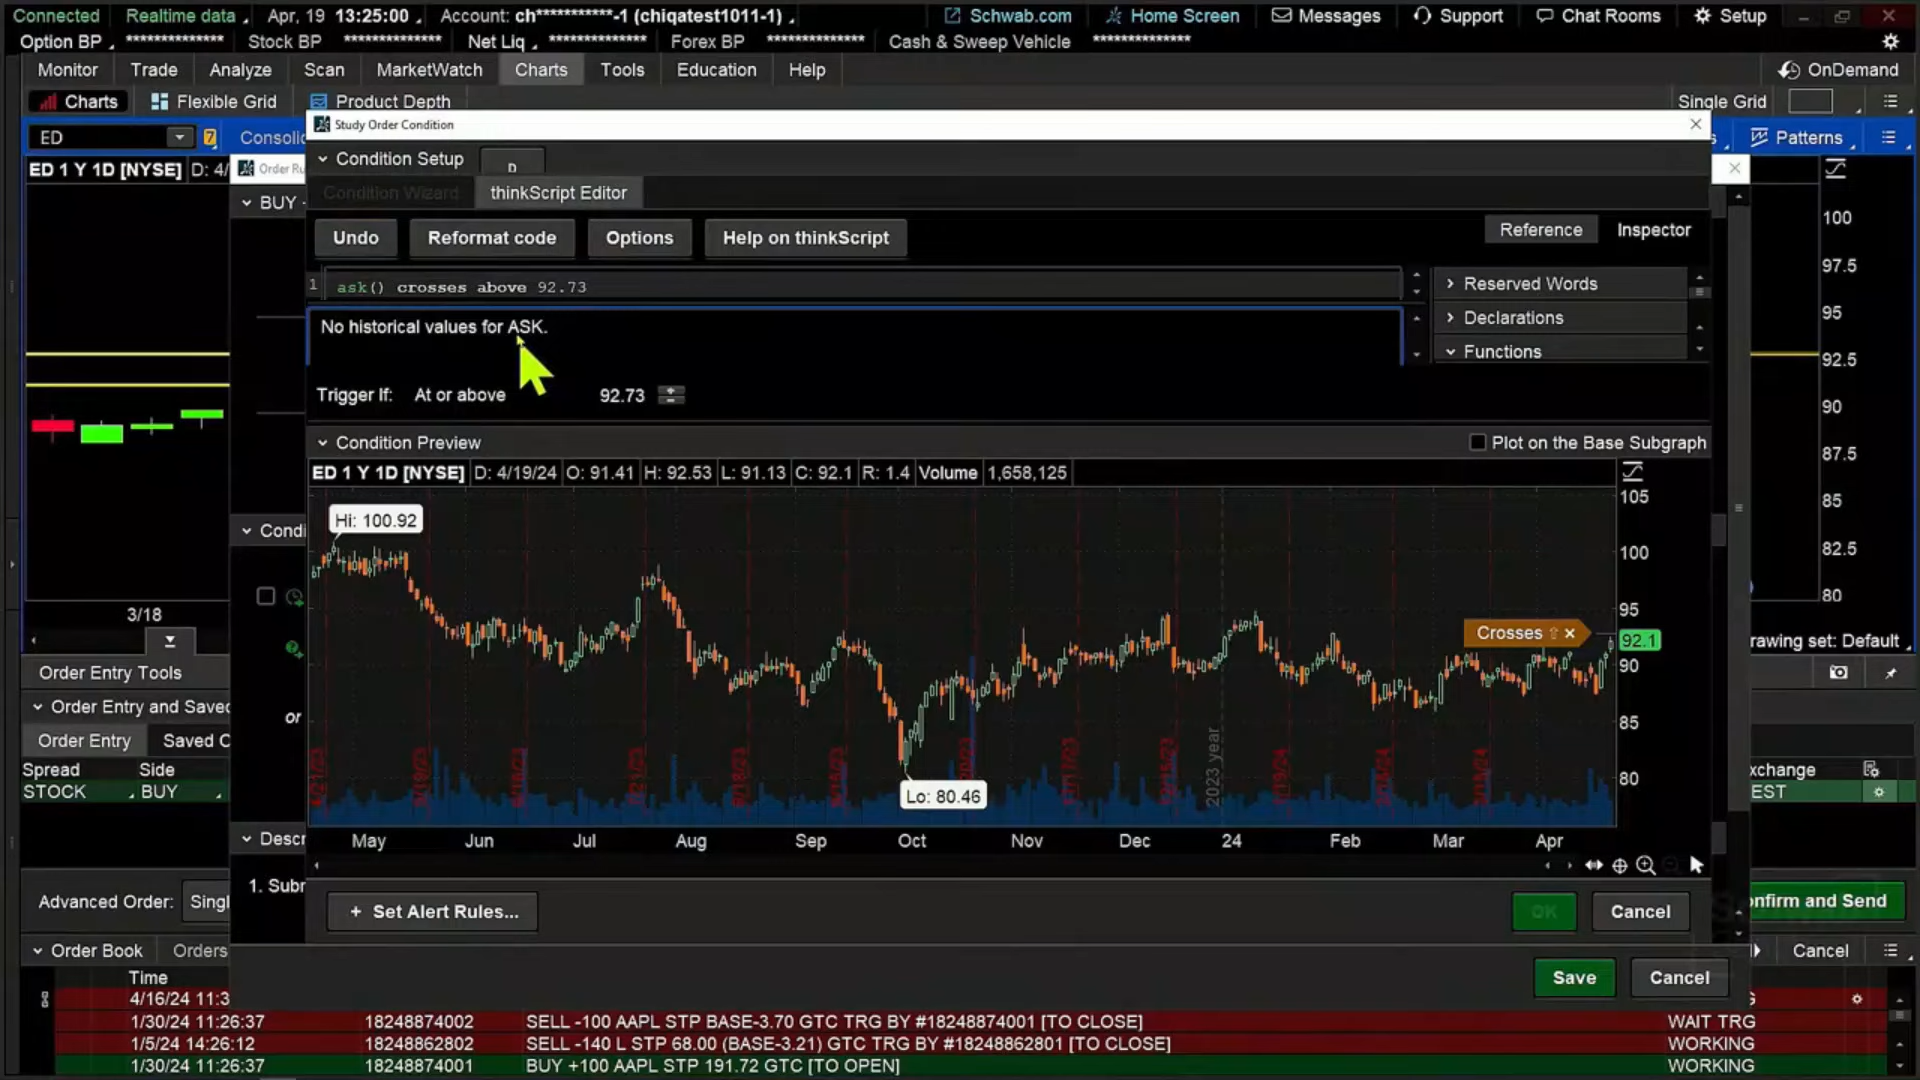 Connected Realtime data Apr, 19 13:25:00 Account: ch***********-1 (chiqatest1011-1) Schwab.com Home Screen Messages Support Chat Rooms Setup
Option BP ************** Stock BP ************** Net Liq ************** Forex BP ************** Cash & Sweep Vehicle **************
Monitor Trade Analyze Scan MarketWatch Charts Tools Education Help OnDemand
Charts Flexible Grid Product Depth Single Grid
Study Order Condition
ED 7 Patterns
Condition Setup D
ED 1 Y 1D [NYSE] D: 4/
Condition Wizard thinkScript Editor
BUY
Undo Reformat code Options Help on thinkScript Reference Inspector
100
97.5
95
92.5
90
87.5
85
82.5
80
1 ask() crosses above 92.73
Reserved Words
Declarations
Functions
No historical values for ASK.
Trigger If: At or above 92.73
Condition Preview Plot on the Base Subgraph
ED 1 Y 1D [NYSE] D: 4/19/24 O: 91.41 H: 92.53 L: 91.13 C: 92.1 R: 1.4 Volume 1,658,125
Hi: 100.92
105
100
95
Crosses
92.1
90
85
80
Lo: 80.46
2023 year
May Jun Jul Aug Sep Oct Nov Dec 24 Feb Mar Apr
or
3/18
rawing set: Default
Order Entry Tools
Order Entry and Saved
Order Entry Saved
Spread Side
STOCK BUY
xchange
EST
1. Subm
Advanced Order: Singl
+ Set Alert Rules... OK Cancel
onfirm and Send
Order Book Orders
Cancel
Save Cancel
Time
4/16/24 11:3
1/30/24 11:26:37 18248874002 SELL -100 AAPL STP BASE-3.70 GTC TRG BY #18248874001 [TO CLOSE] WAIT TRG
1/5/24 14:26:12 18248862802 SELL -140 L STP 68.00 (BASE-3.21) GTC TRG BY #18248862801 [TO CLOSE] WORKING
1/30/24 11:26:37 18248874001 BUY +100 AAPL STP 191.72 GTC [TO OPEN] WORKING